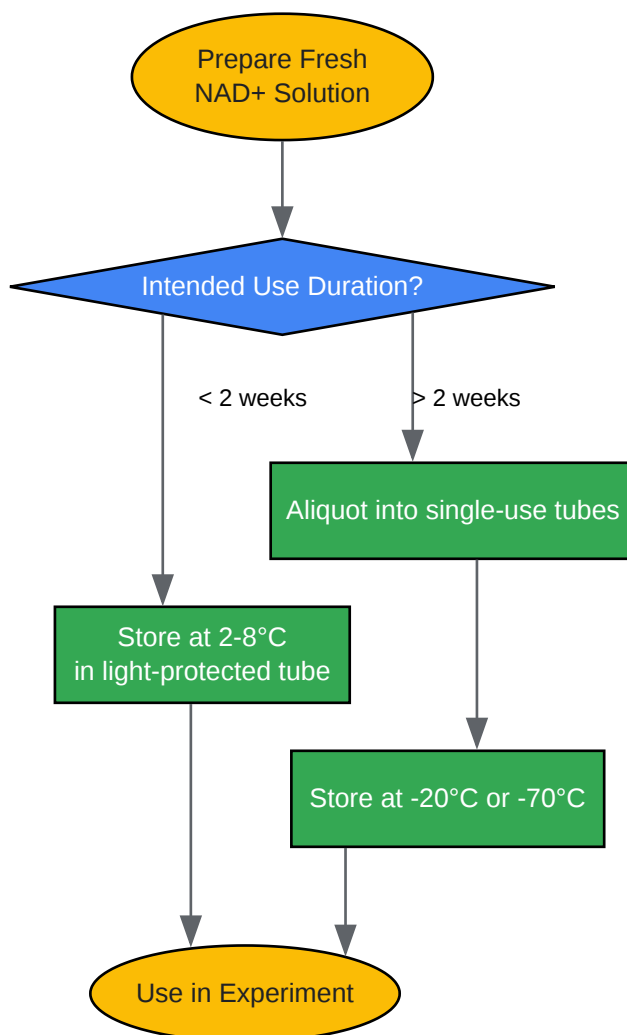 Prepare Fresh
NAD+ Solution
Intended Use Duration?
< 2 weeks
> 2 weeks
Aliquot into single-use tubes
Store at 2-8°C
in light-protected tube
Store at -20°C or -70°C
Use in Experiment